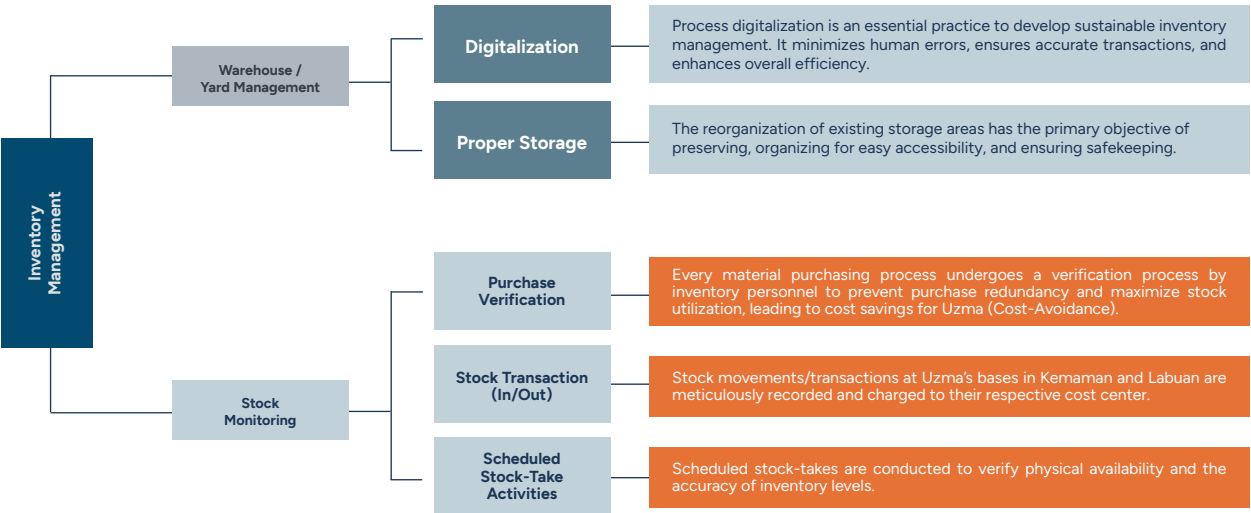 Inventory
Management
Warehouse /
Yard Management
Digitalization
Process digitalization is an essential practice to develop sustainable inventory
management. It minimizes human errors, ensures accurate transactions, and
enhances overall efficiency.
Proper Storage
The reorganization of existing storage areas has the primary objective of
preserving, organizing for easy accessibility, and ensuring safekeeping.
Stock
Monitoring
Purchase
Verification
Every material purchasing process undergoes a verification process by
inventory personnel to prevent purchase redundancy and maximize stock
utilization, leading to cost savings for Uzma (Cost-Avoidance).
Stock Transaction
(In/Out)
Stock movements/transactions at Uzma’s bases in Kemaman and Labuan are
meticulously recorded and charged to their respective cost center.
Scheduled
Stock-Take
Activities
Scheduled stock-takes are conducted to verify physical availability and the
accuracy of inventory levels.